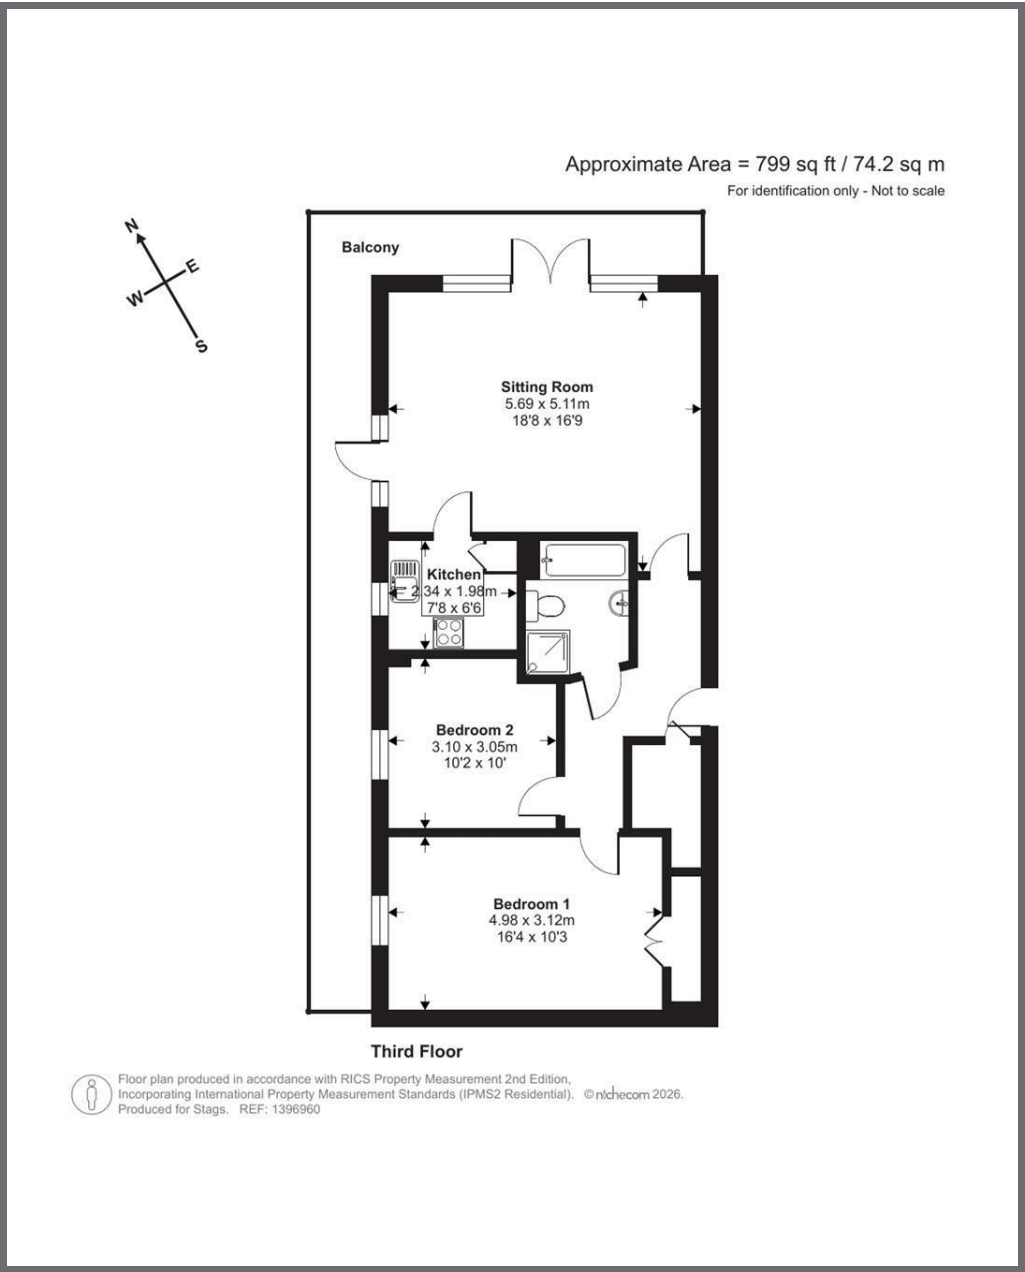 Approximate Area = 799 sq ft / 74.2 sq m
For identification only - Not to scale
N
E
W
S
Balcony
Sitting Room
5.69 x 5.11m
18'8 x 16'9
Kitchen
2.34 x 1.98m
7'8 x 6'6
Bedroom 2
3.10 x 3.05m
10'2 x 10'
Bedroom 1
4.98 x 3.12m
16'4 x 10'3
Third Floor
Floor plan produced in accordance with RICS Property Measurement 2nd Edition,
Incorporating International Property Measurement Standards (IPMS2 Residential). © nichecom 2026.
Produced for Stags. REF: 1396960